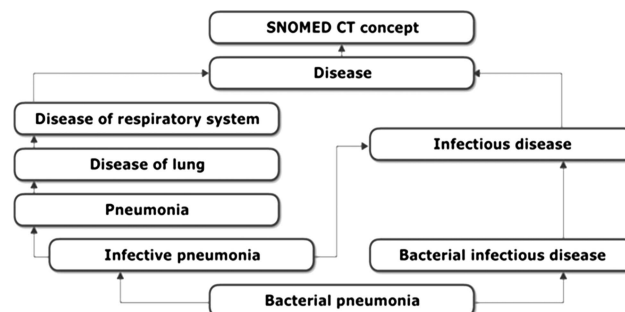 SNOMED CT concept
Disease
Disease of respiratory system
Infectious disease
Disease of lung
Pneumonia
Infective pneumonia
Bacterial infectious disease
Bacterial pneumonia